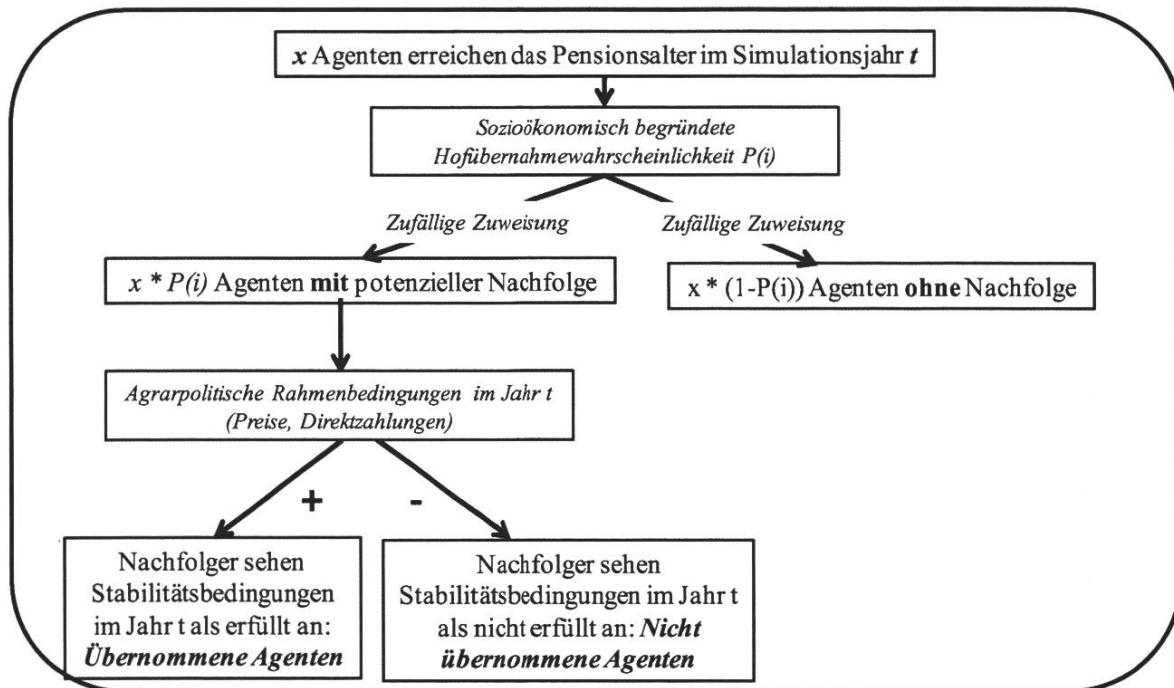 x Agenten erreichen das Pensionsalter im Simulationsjahr t
Sozioökonomisch begründete
Hofübernahmewahrscheinlichkeit P(i)
Zufällige Zuweisung
Zufällige Zuweisung
x * P(i) Agenten mit potenzieller Nachfolge
x * (1-P(i)) Agenten ohne Nachfolge
Agrarpolitische Rahmenbedingungen im Jahr t
(Preise, Direktzahlungen)
+
-
Nachfolger sehen
Stabilitätsbedingungen
im Jahr t als erfüllt an:
Übernommene Agenten
Nachfolger sehen
Stabilitätsbedingungen im Jahr t
als nicht erfüllt an: Nicht
übernommene Agenten